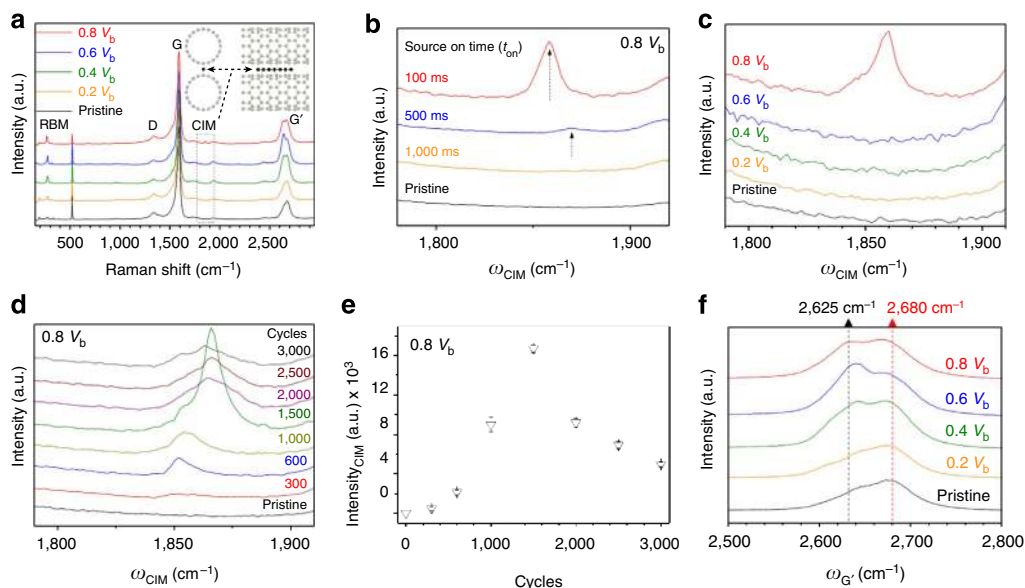 a
0.8 Vb
0.6 Vb
0.4 Vb
0.2 Vb
Pristine
RBM
D
G
CIM
G′
Intensity (a.u.)
500
1,000
1,500
2,000
2,500
Raman shift (cm–1)
b
Source on time (ton)
0.8 Vb
100 ms
500 ms
1,000 ms
Pristine
Intensity (a.u.)
1,800
1,900
ωCIM (cm–1)
c
0.8 Vb
0.6 Vb
0.4 Vb
0.2 Vb
Pristine
Intensity (a.u.)
1,800
1,850
1,900
ωCIM (cm–1)
d
0.8 Vb
Cycles
3,000
2,500
2,000
1,500
1,000
600
300
Pristine
Intensity (a.u.)
1,800
1,850
1,900
ωCIM (cm–1)
e
0.8 Vb
16
12
8
4
0
IntensityCIM (a.u.) x 103
0
1,000
2,000
3,000
Cycles
f
2,625 cm–1
2,680 cm–1
0.8 Vb
0.6 Vb
0.4 Vb
0.2 Vb
Pristine
Intensity (a.u.)
2,500
2,600
2,700
2,800
ωG′ (cm–1)